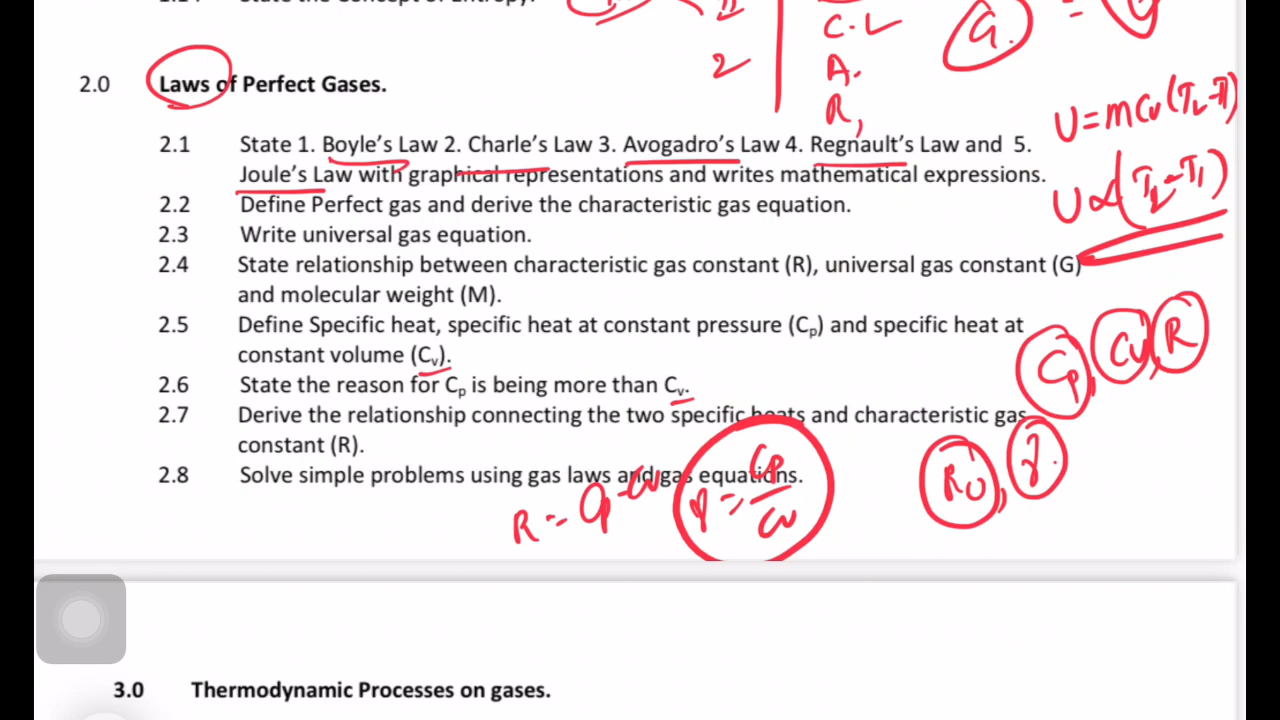 2
C.L
A.
R,
G.
=
2.0 Laws of Perfect Gases.
U=mCv(T2-T1)
2.1 State 1. Boyle's Law 2. Charle's Law 3. Avogadro's Law 4. Regnault's Law and 5.
Joule's Law with graphical representations and writes mathematical expressions.
U∝(T2-T1)
2.2 Define Perfect gas and derive the characteristic gas equation.
2.3 Write universal gas equation.
2.4 State relationship between characteristic gas constant (R), universal gas constant (G)
and molecular weight (M).
2.5 Define Specific heat, specific heat at constant pressure (Cp) and specific heat at
constant volume (Cv).
Cp, Cv, R
2.6 State the reason for Cp is being more than Cv.
2.7 Derive the relationship connecting the two specific heats and characteristic gas
constant (R).
2.8 Solve simple problems using gas laws and gas equations.
R = Cp-Cv
γ = Cp/Cv
RU, γ.
3.0 Thermodynamic Processes on gases.